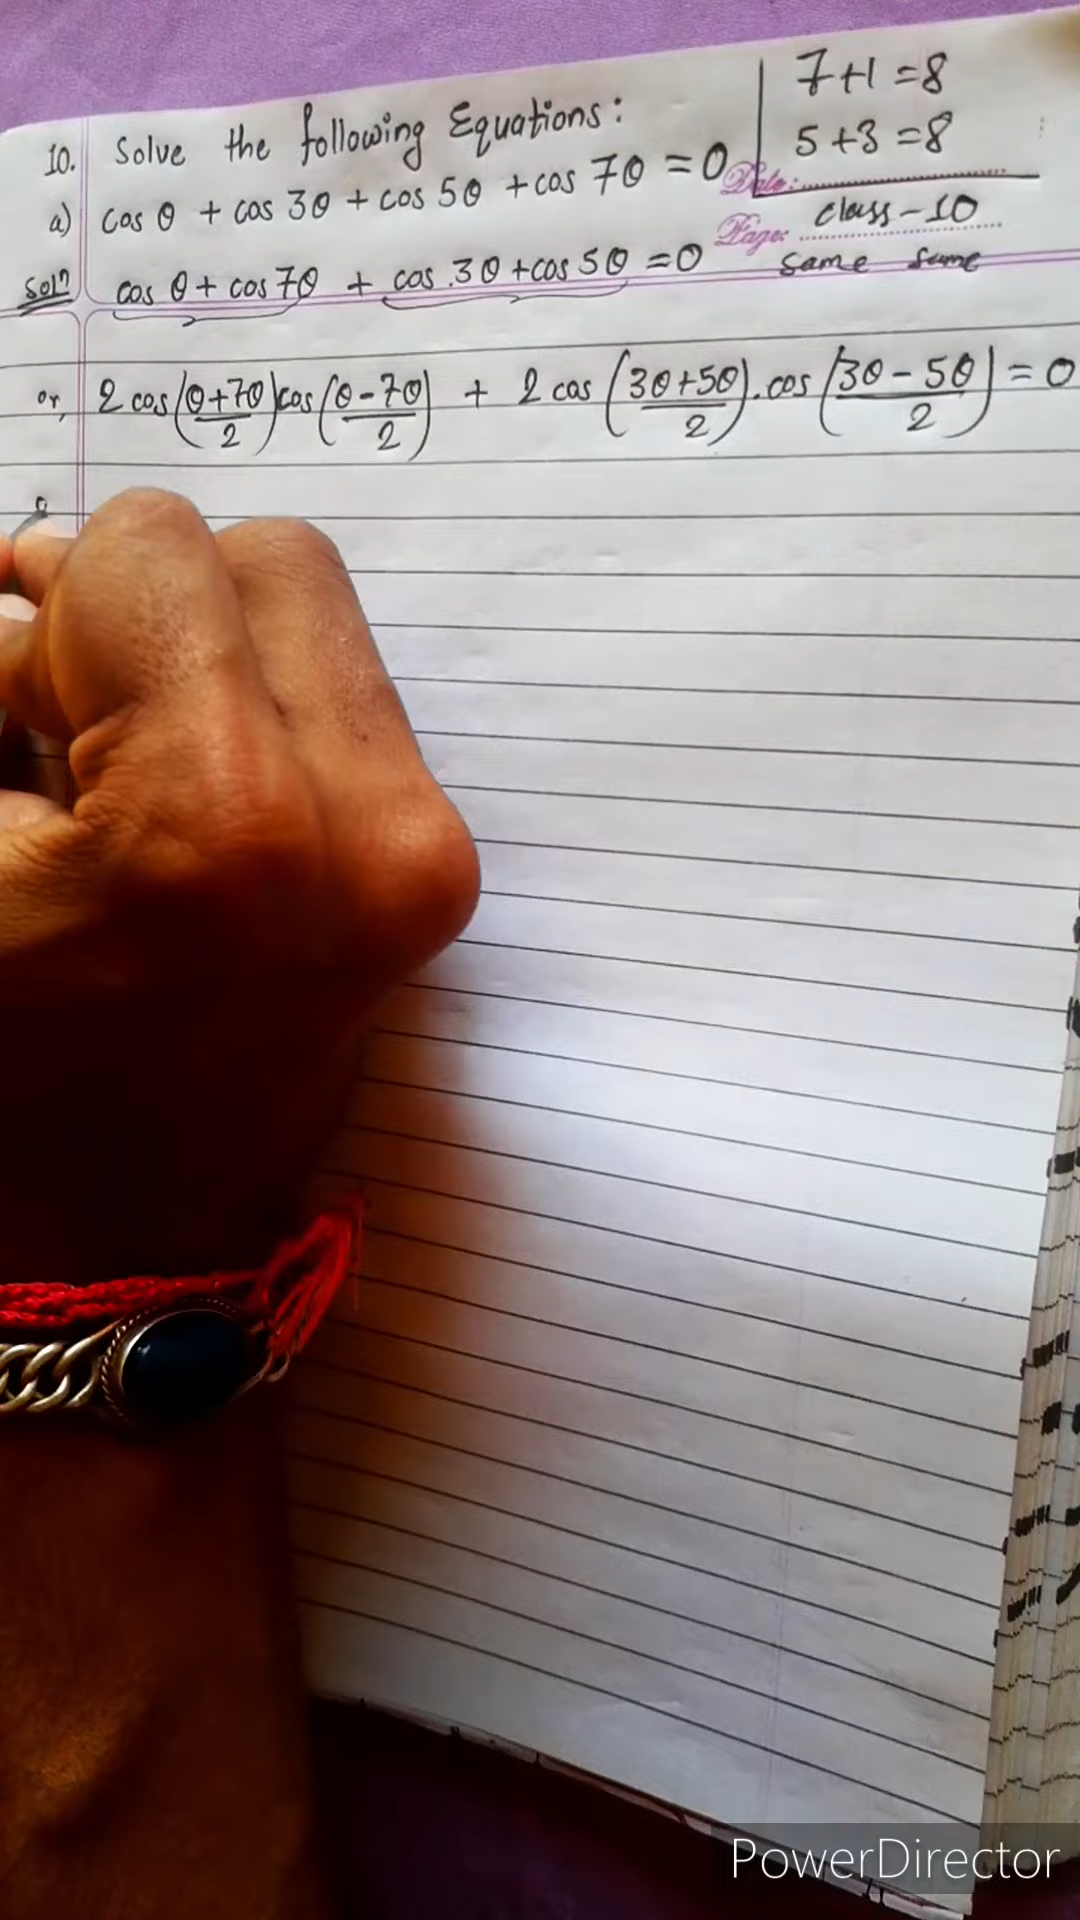 10. Solve the following Equations:
a) cos θ + cos 3θ + cos 5θ + cos 7θ = 0
7+1 = 8
5+3 = 8
Date:
Page:
class-10
same same
Solⁿ cos θ + cos 7θ + cos 3θ + cos 5θ = 0
or, 2 cos (θ+7θ/2) cos (θ-7θ/2) + 2 cos (3θ+5θ/2) . cos (3θ-5θ/2) = 0
PowerDirector